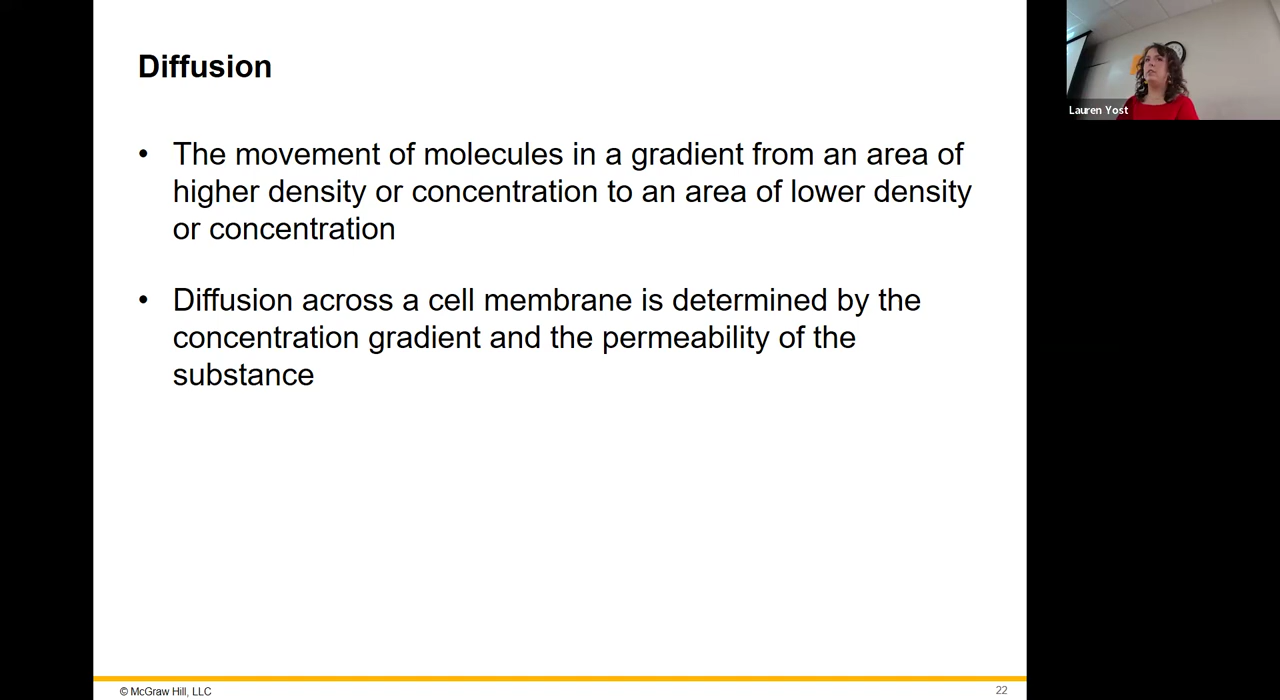 Diffusion
• The movement of molecules in a gradient from an area of
higher density or concentration to an area of lower density
or concentration
• Diffusion across a cell membrane is determined by the
concentration gradient and the permeability of the
substance
© McGraw Hill, LLC
22
Lauren Yost